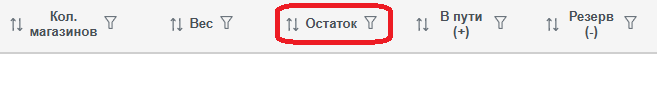 Кол. магазинов
Вес
Остаток
В пути (+)
Резерв (-)